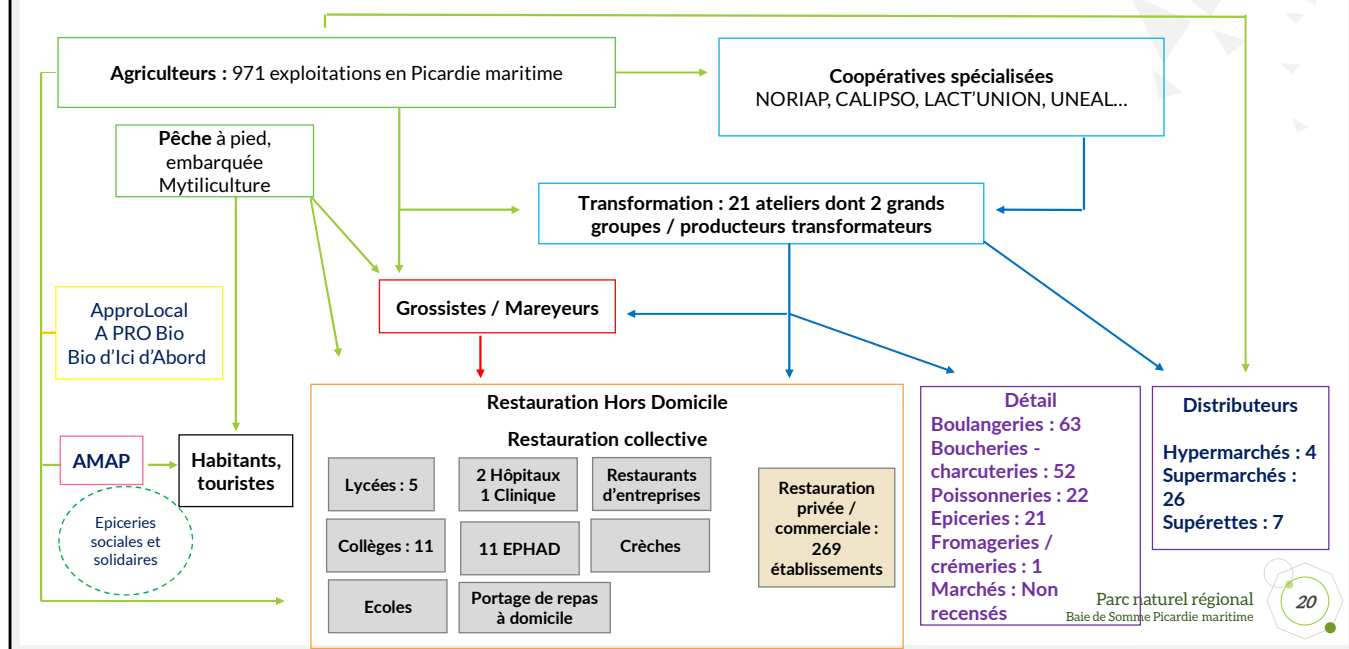 Agriculteurs : 971 exploitations en Picardie maritime
Coopératives spécialisées
NORIAP, CALIPSO, LACT'UNION, UNEAL…
Pêche à pied,
embarquée
Mytiliculture
Transformation : 21 ateliers dont 2 grands
groupes / producteurs transformateurs
Grossistes / Mareyeurs
ApproLocal
A PRO Bio
Bio d'Ici d'Abord
AMAP
Habitants,
touristes
Epiceries
sociales et
solidaires
Restauration Hors Domicile
Restauration collective
Lycées : 5
2 Hôpitaux
1 Clinique
Restaurants
d'entreprises
Collèges : 11
11 EPHAD
Crèches
Ecoles
Portage de repas
à domicile
Restauration
privée /
commerciale :
269
établissements
Détail
Boulangeries : 63
Boucheries -
charcuteries : 52
Poissonneries : 22
Epiceries : 21
Fromageries /
crémeries : 1
Marchés : Non
recensés
Distributeurs
Hypermarchés : 4
Supermarchés :
26
Supérettes : 7
Parc naturel régional
Baie de Somme Picardie maritime
20